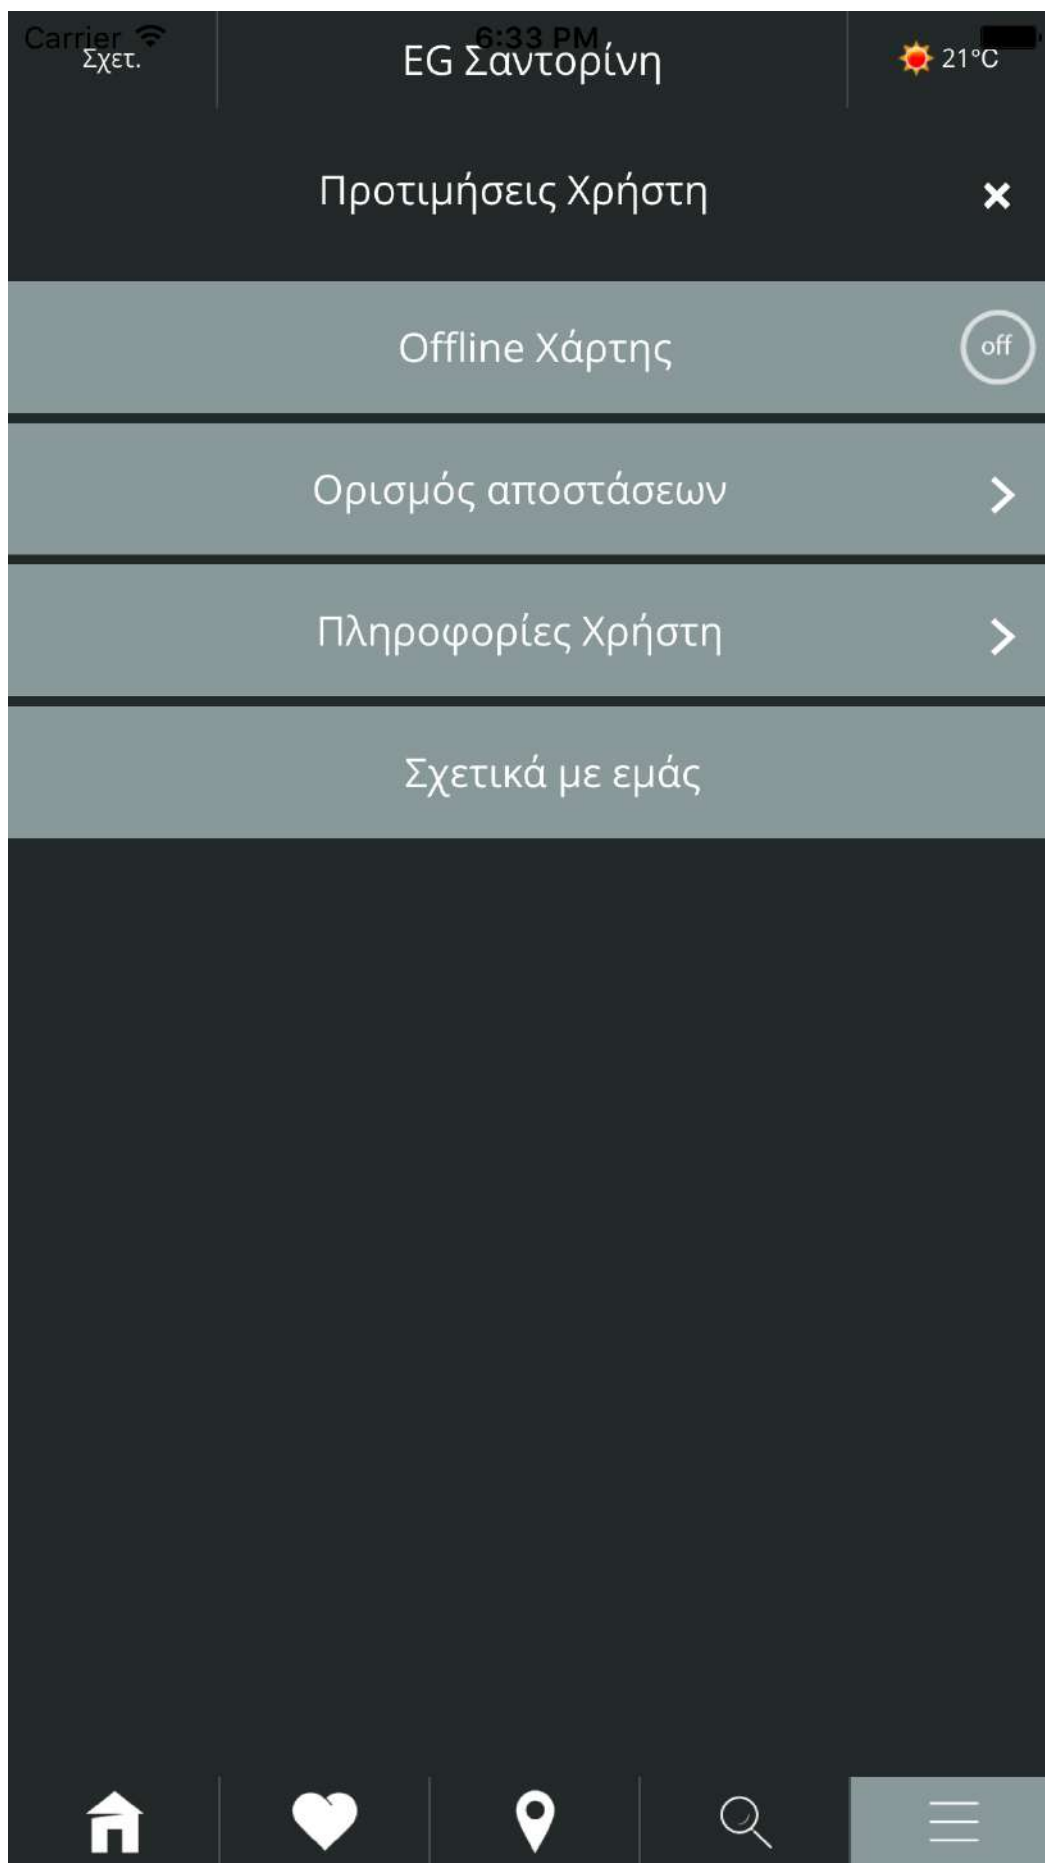 Carrier 6:33 PM
Σχετ. EG Σαντορίνη 21°C
Προτιμήσεις Χρήστη
Offline Χάρτης off
Ορισμός αποστάσεων
Πληροφορίες Χρήστη
Σχετικά με εμάς